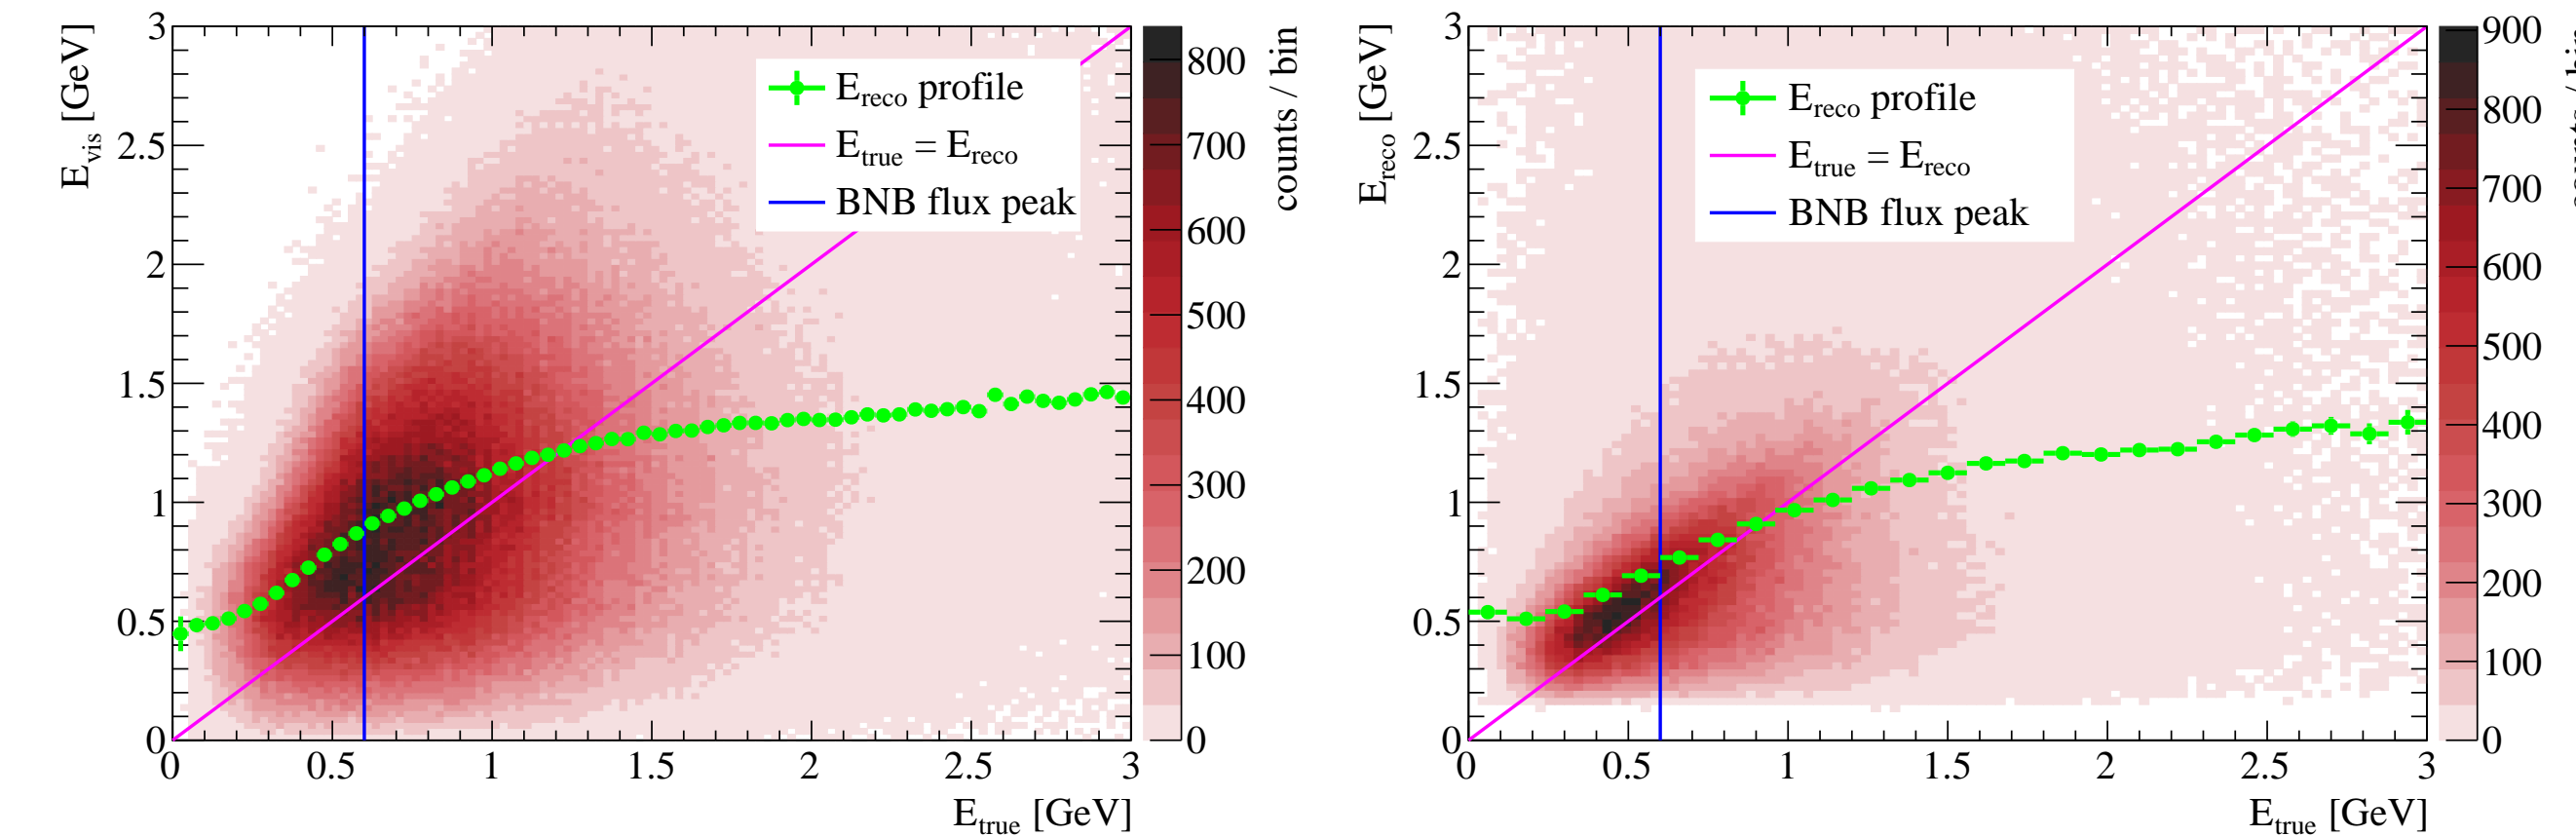 E_vis [GeV]
3
2.5
2
1.5
1
0.5
0
0 0.5 1 1.5 2 2.5 3
E_true [GeV]
E_reco profile
E_true = E_reco
BNB flux peak
800
700
600
500
400
300
200
100
0
counts / bin
E_reco [GeV]
3
2.5
2
1.5
1
0.5
0
0 0.5 1 1.5 2 2.5 3
E_true [GeV]
E_reco profile
E_true = E_reco
BNB flux peak
900
800
700
600
500
400
300
200
100
0